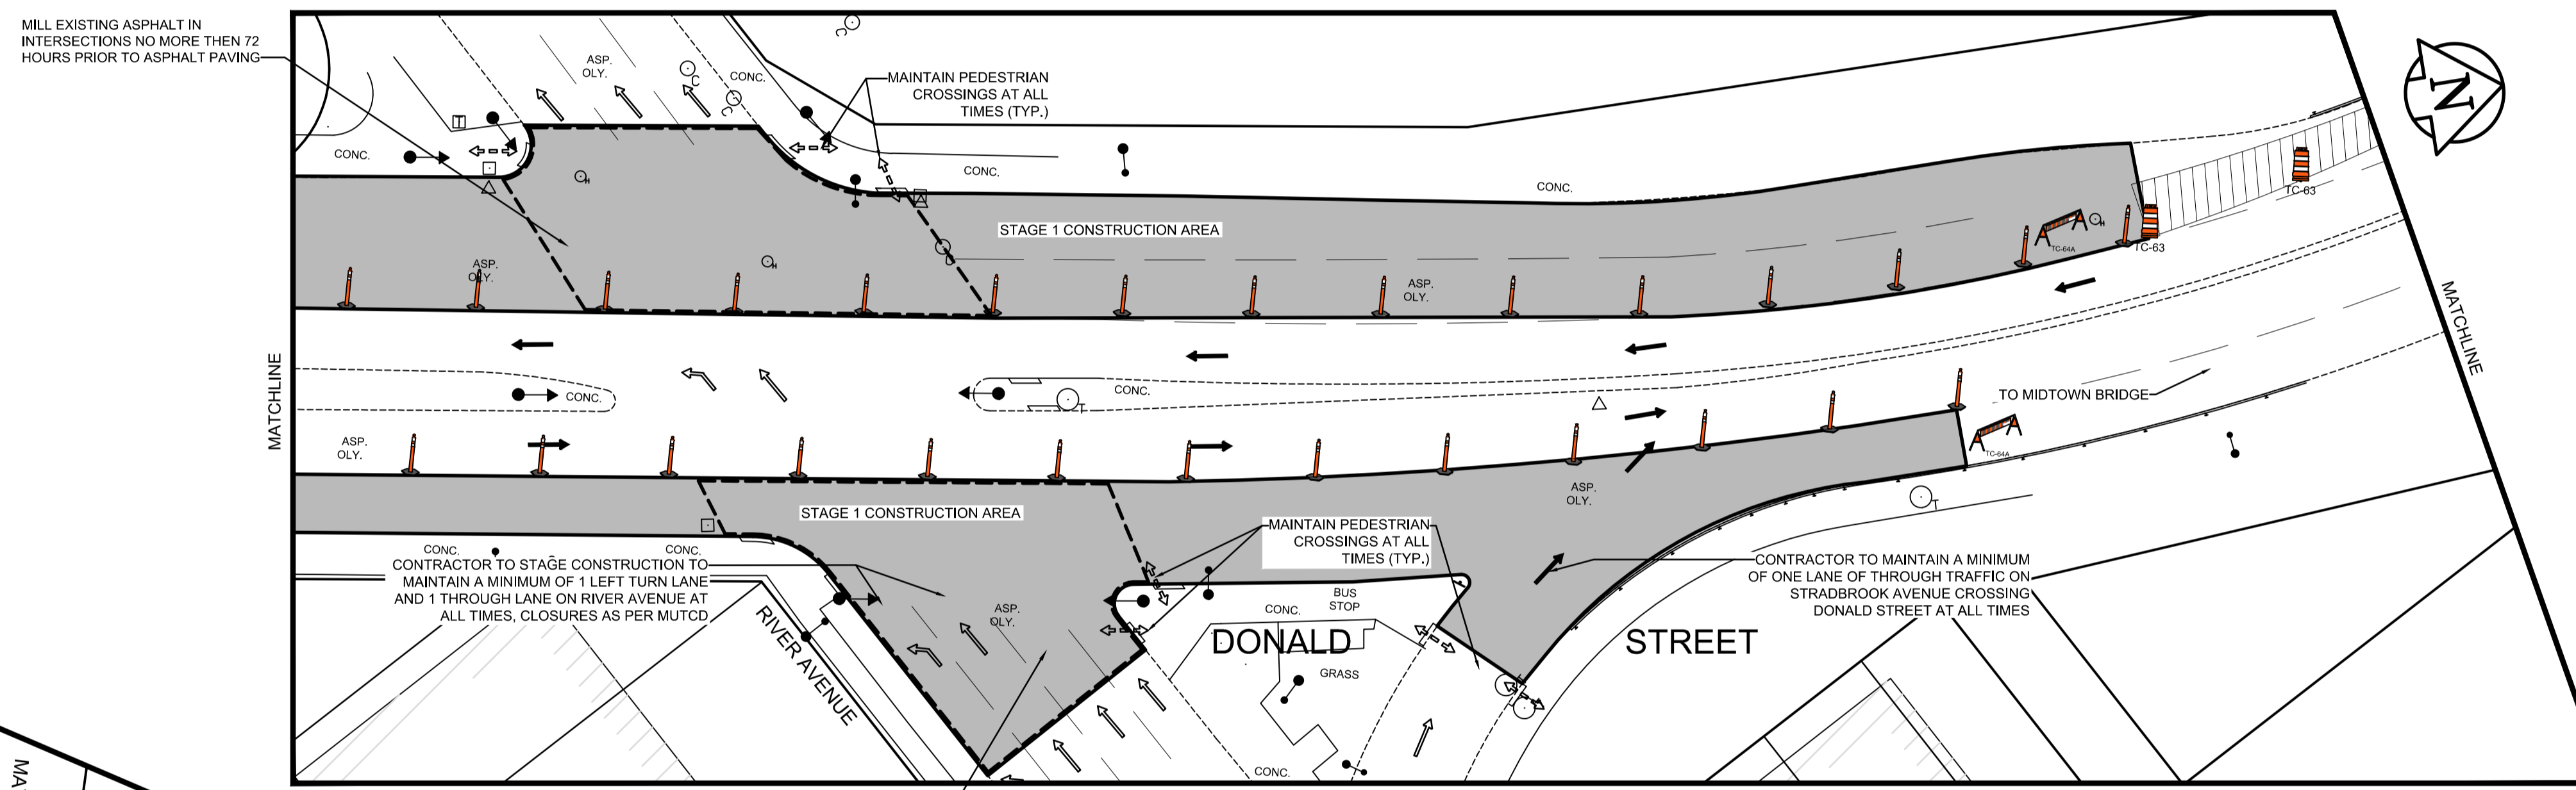 MILL EXISTING ASPHALT IN
INTERSECTIONS NO MORE THEN 72
HOURS PRIOR TO ASPHALT PAVING
ASP.
OLY.
C
C
C
C
CONC.
MAINTAIN PEDESTRIAN
CROSSINGS AT ALL
TIMES (TYP.)
N
T
CONC.
CONC.
CONC.
H
STAGE 1 CONSTRUCTION AREA
TC-63
TC-63
TC-64A
H
H
ASP.
OLY.
ASP.
OLY.
MATCHLINE
MATCHLINE
CONC.
CONC.
T
TO MIDTOWN BRIDGE
ASP.
OLY.
TC-64A
ASP.
OLY.
T
STAGE 1 CONSTRUCTION AREA
MAINTAIN PEDESTRIAN
CROSSINGS AT ALL
TIMES (TYP.)
CONC.
CONC.
CONTRACTOR TO STAGE CONSTRUCTION TO
MAINTAIN A MINIMUM OF 1 LEFT TURN LANE
AND 1 THROUGH LANE ON RIVER AVENUE AT
ALL TIMES, CLOSURES AS PER MUTCD
CONTRACTOR TO MAINTAIN A MINIMUM
OF ONE LANE OF THROUGH TRAFFIC ON
STRADBROOK AVENUE CROSSING
DONALD STREET AT ALL TIMES
ASP.
OLY.
BUS
STOP
CONC.
RIVER AVENUE
DONALD STREET
GRASS
CONC.
MA